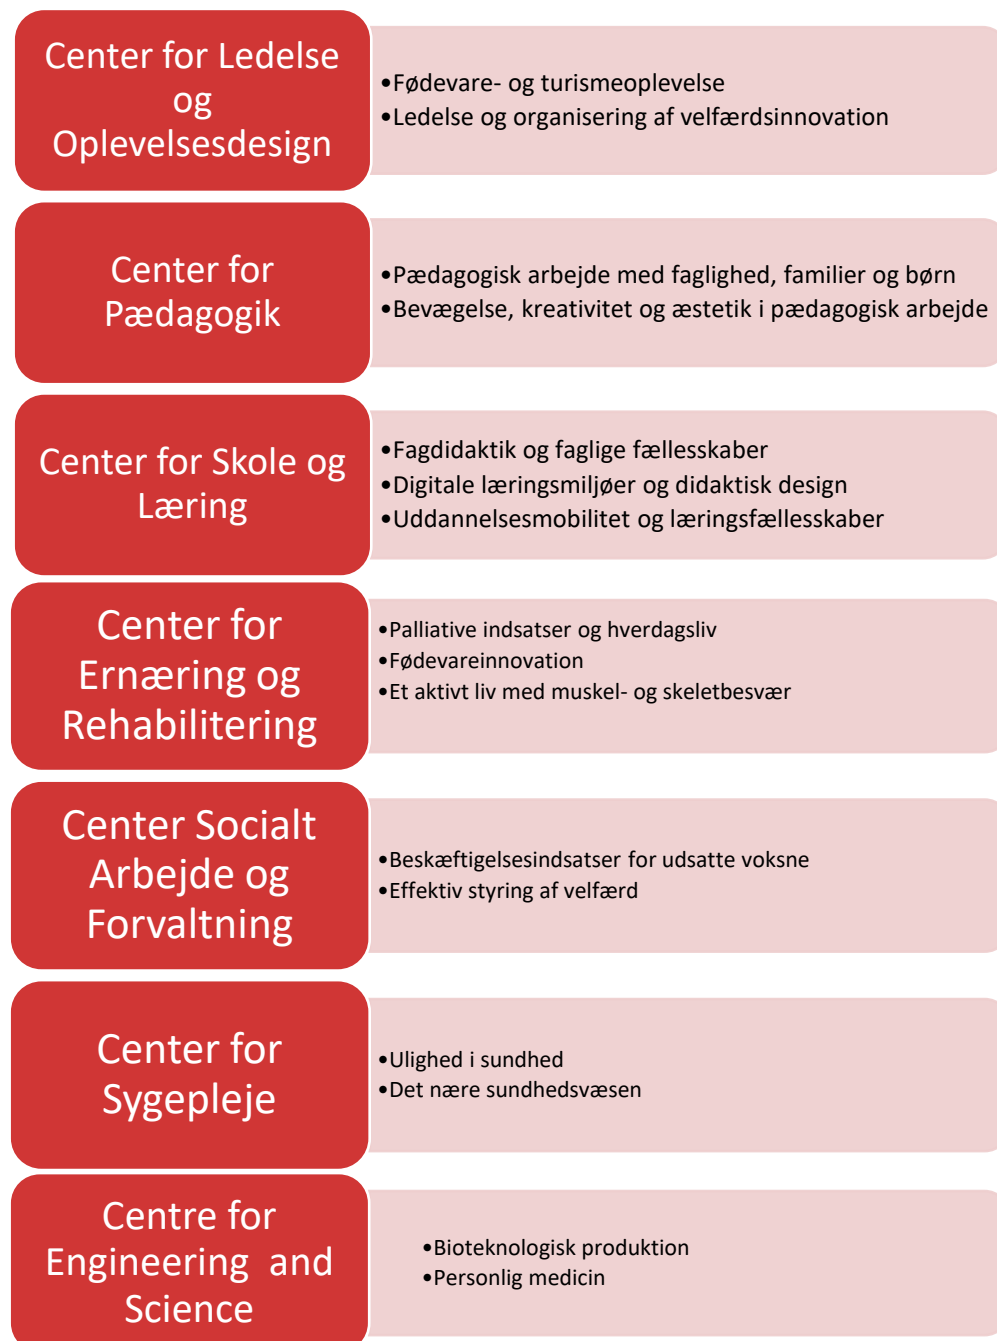 Center for Ledelse
og
Oplevelsesdesign
•Fødevare- og turismeoplevelse
•Ledelse og organisering af velfærdsinnovation
Center for
Pædagogik
•Pædagogisk arbejde med faglighed, familier og børn
•Bevægelse, kreativitet og æstetik i pædagogisk arbejde
Center for Skole og
Læring
•Fagdidaktik og faglige fællesskaber
•Digitale læringsmiljøer og didaktisk design
•Uddannelsesmobilitet og læringsfællesskaber
Center for
Ernæring og
Rehabilitering
•Palliative indsatser og hverdagsliv
•Fødevareinnovation
•Et aktivt liv med muskel- og skeletbesvær
Center Socialt
Arbejde og
Forvaltning
•Beskæftigelsesindsatser for udsatte voksne
•Effektiv styring af velfærd
Center for
Sygepleje
•Ulighed i sundhed
•Det nære sundhedsvæsen
Centre for
Engineering and
Science
•Bioteknologisk produktion
•Personlig medicin